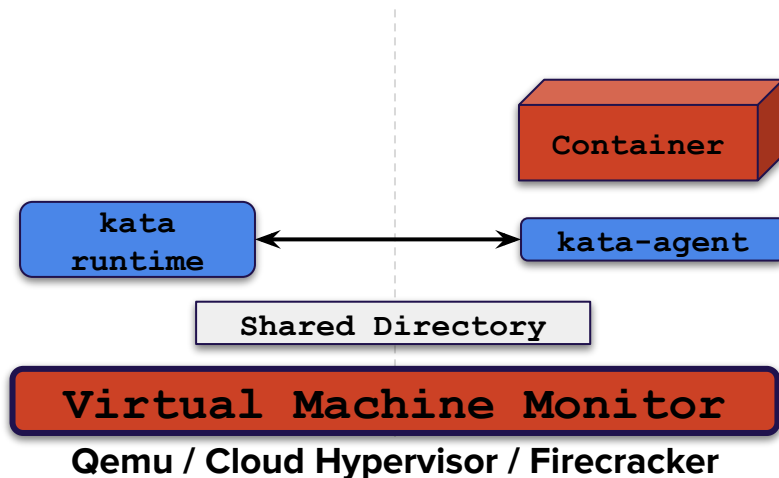 Container
kata
runtime
kata-agent
Shared Directory
Virtual Machine Monitor
Qemu / Cloud Hypervisor / Firecracker